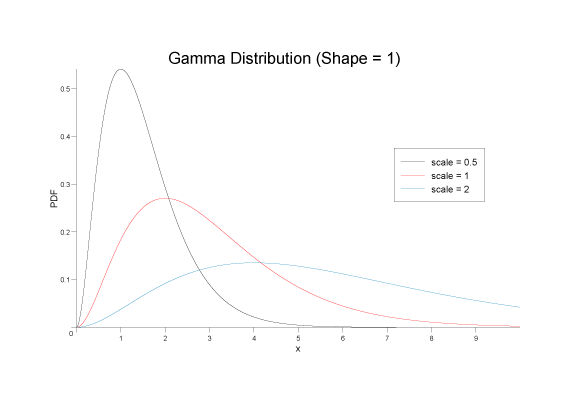 Gamma Distribution (Shape = 1)
0.5
0.4
0.3
0.2
0.1
0
PDF
scale = 0.5
scale = 1
scale = 2
1 2 3 4 5 6 7 8 9
x